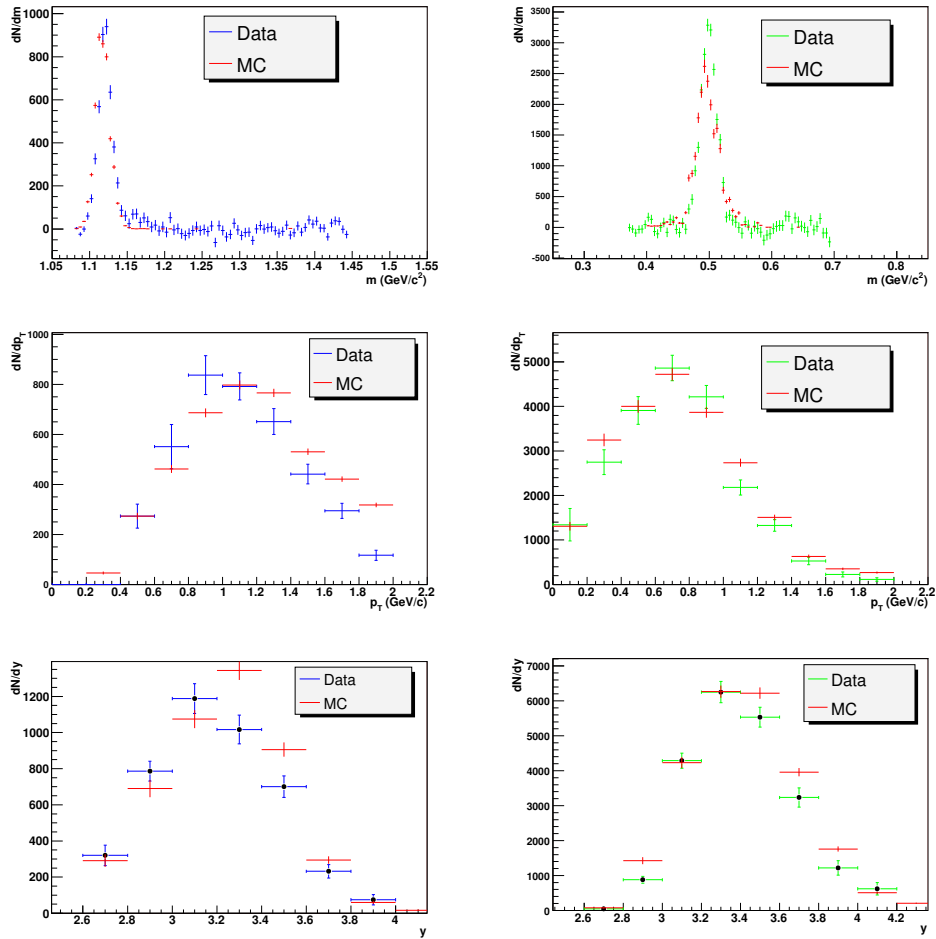 dN/dm
1000
800
600
400
200
0
Data
MC
1.05 1.1 1.15 1.2 1.25 1.3 1.35 1.4 1.45 1.5 1.55
m (GeV/c²)
dN/dm
3500
3000
2500
2000
1500
1000
500
0
-500
Data
MC
0.3 0.4 0.5 0.6 0.7 0.8
m (GeV/c²)
dN/dp_T
1000
800
600
400
200
0
Data
MC
0 0.2 0.4 0.6 0.8 1 1.2 1.4 1.6 1.8 2 2.2
p_T (GeV/c)
dN/dp_T
5000
4000
3000
2000
1000
0
Data
MC
0 0.2 0.4 0.6 0.8 1 1.2 1.4 1.6 1.8 2 2.2
p_T (GeV/c)
dN/dy
1200
1000
800
600
400
200
0
Data
MC
2.6 2.8 3 3.2 3.4 3.6 3.8 4
y
dN/dy
7000
6000
5000
4000
3000
2000
1000
0
Data
MC
2.6 2.8 3 3.2 3.4 3.6 3.8 4 4.2
y